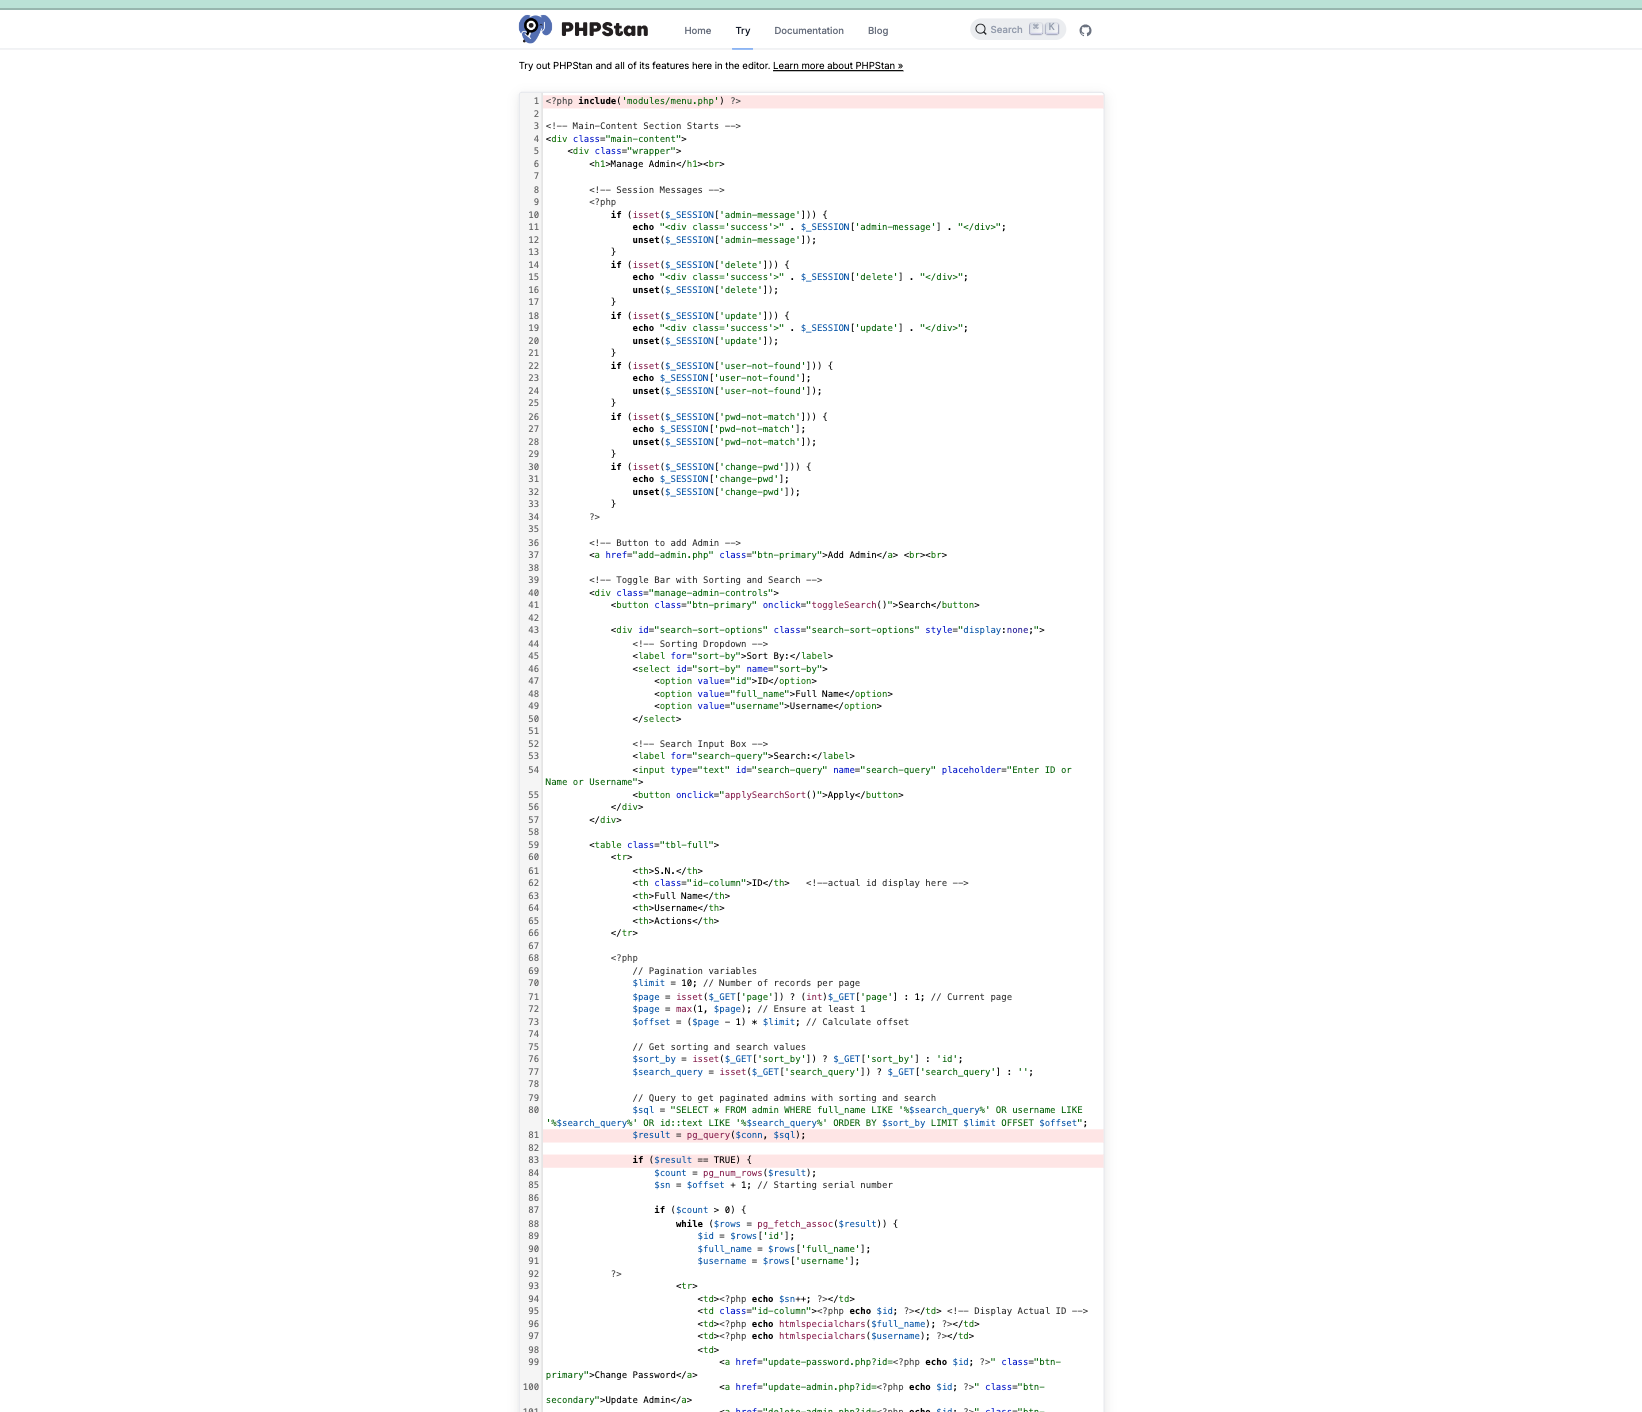 PHPStan
Home Try Documentation Blog
Search ⌘ K
Try out PHPStan and all of its features here in the editor. Learn more about PHPStan »
1 <?php include('modules/menu.php') ?>
2
3 <!-- Main-Content Section Starts -->
4 <div class="main-content">
5     <div class="wrapper">
6         <h1>Manage Admin</h1><br>
7
8         <!-- Session Messages -->
9         <?php
10             if (isset($_SESSION['admin-message'])) {
11                 echo "<div class='success'>" . $_SESSION['admin-message'] . "</div>";
12                 unset($_SESSION['admin-message']);
13             }
14             if (isset($_SESSION['delete'])) {
15                 echo "<div class='success'>" . $_SESSION['delete'] . "</div>";
16                 unset($_SESSION['delete']);
17             }
18             if (isset($_SESSION['update'])) {
19                 echo "<div class='success'>" . $_SESSION['update'] . "</div>";
20                 unset($_SESSION['update']);
21             }
22             if (isset($_SESSION['user-not-found'])) {
23                 echo $_SESSION['user-not-found'];
24                 unset($_SESSION['user-not-found']);
25             }
26             if (isset($_SESSION['pwd-not-match'])) {
27                 echo $_SESSION['pwd-not-match'];
28                 unset($_SESSION['pwd-not-match']);
29             }
30             if (isset($_SESSION['change-pwd'])) {
31                 echo $_SESSION['change-pwd'];
32                 unset($_SESSION['change-pwd']);
33             }
34         ?>
35
36         <!-- Button to add Admin -->
37         <a href="add-admin.php" class="btn-primary">Add Admin</a> <br><br>
38
39         <!-- Toggle Bar with Sorting and Search -->
40         <div class="manage-admin-controls">
41             <button class="btn-primary" onclick="toggleSearch()">Search</button>
42
43             <div id="search-sort-options" class="search-sort-options" style="display:none;">
44                 <!-- Sorting Dropdown -->
45                 <label for="sort-by">Sort By:</label>
46                 <select id="sort-by" name="sort-by">
47                     <option value="id">ID</option>
48                     <option value="full_name">Full Name</option>
49                     <option value="username">Username</option>
50                 </select>
51
52                 <!-- Search Input Box -->
53                 <label for="search-query">Search:</label>
54                 <input type="text" id="search-query" name="search-query" placeholder="Enter ID or
Name or Username">
55                 <button onclick="applySearchSort()">Apply</button>
56             </div>
57         </div>
58
59         <table class="tbl-full">
60             <tr>
61                 <th>S.N.</th>
62                 <th class="id-column">ID</th>   <!--actual id display here -->
63                 <th>Full Name</th>
64                 <th>Username</th>
65                 <th>Actions</th>
66             </tr>
67
68             <?php
69                 // Pagination variables
70                 $limit = 10; // Number of records per page
71                 $page = isset($_GET['page']) ? (int)$_GET['page'] : 1; // Current page
72                 $page = max(1, $page); // Ensure at least 1
73                 $offset = ($page - 1) * $limit; // Calculate offset
74
75                 // Get sorting and search values
76                 $sort_by = isset($_GET['sort_by']) ? $_GET['sort_by'] : 'id';
77                 $search_query = isset($_GET['search_query']) ? $_GET['search_query'] : '';
78
79                 // Query to get paginated admins with sorting and search
80                 $sql = "SELECT * FROM admin WHERE full_name LIKE '%$search_query%' OR username LIKE
'%$search_query%' OR id::text LIKE '%$search_query%' ORDER BY $sort_by LIMIT $limit OFFSET $offset";
81                 $result = pg_query($conn, $sql);
82
83                 if ($result == TRUE) {
84                     $count = pg_num_rows($result);
85                     $sn = $offset + 1; // Starting serial number
86
87                     if ($count > 0) {
88                         while ($rows = pg_fetch_assoc($result)) {
89                             $id = $rows['id'];
90                             $full_name = $rows['full_name'];
91                             $username = $rows['username'];
92             ?>
93                         <tr>
94                             <td><?php echo $sn++; ?></td>
95                             <td class="id-column"><?php echo $id; ?></td> <!-- Display Actual ID -->
96                             <td><?php echo htmlspecialchars($full_name); ?></td>
97                             <td><?php echo htmlspecialchars($username); ?></td>
98                             <td>
99                                 <a href="update-password.php?id=<?php echo $id; ?>" class="btn-
primary">Change Password</a>
100                                 <a href="update-admin.php?id=<?php echo $id; ?>" class="btn-
secondary">Update Admin</a>
101                                 <a href="delete-admin.php?id=<?php echo $id; ?>" class="btn-